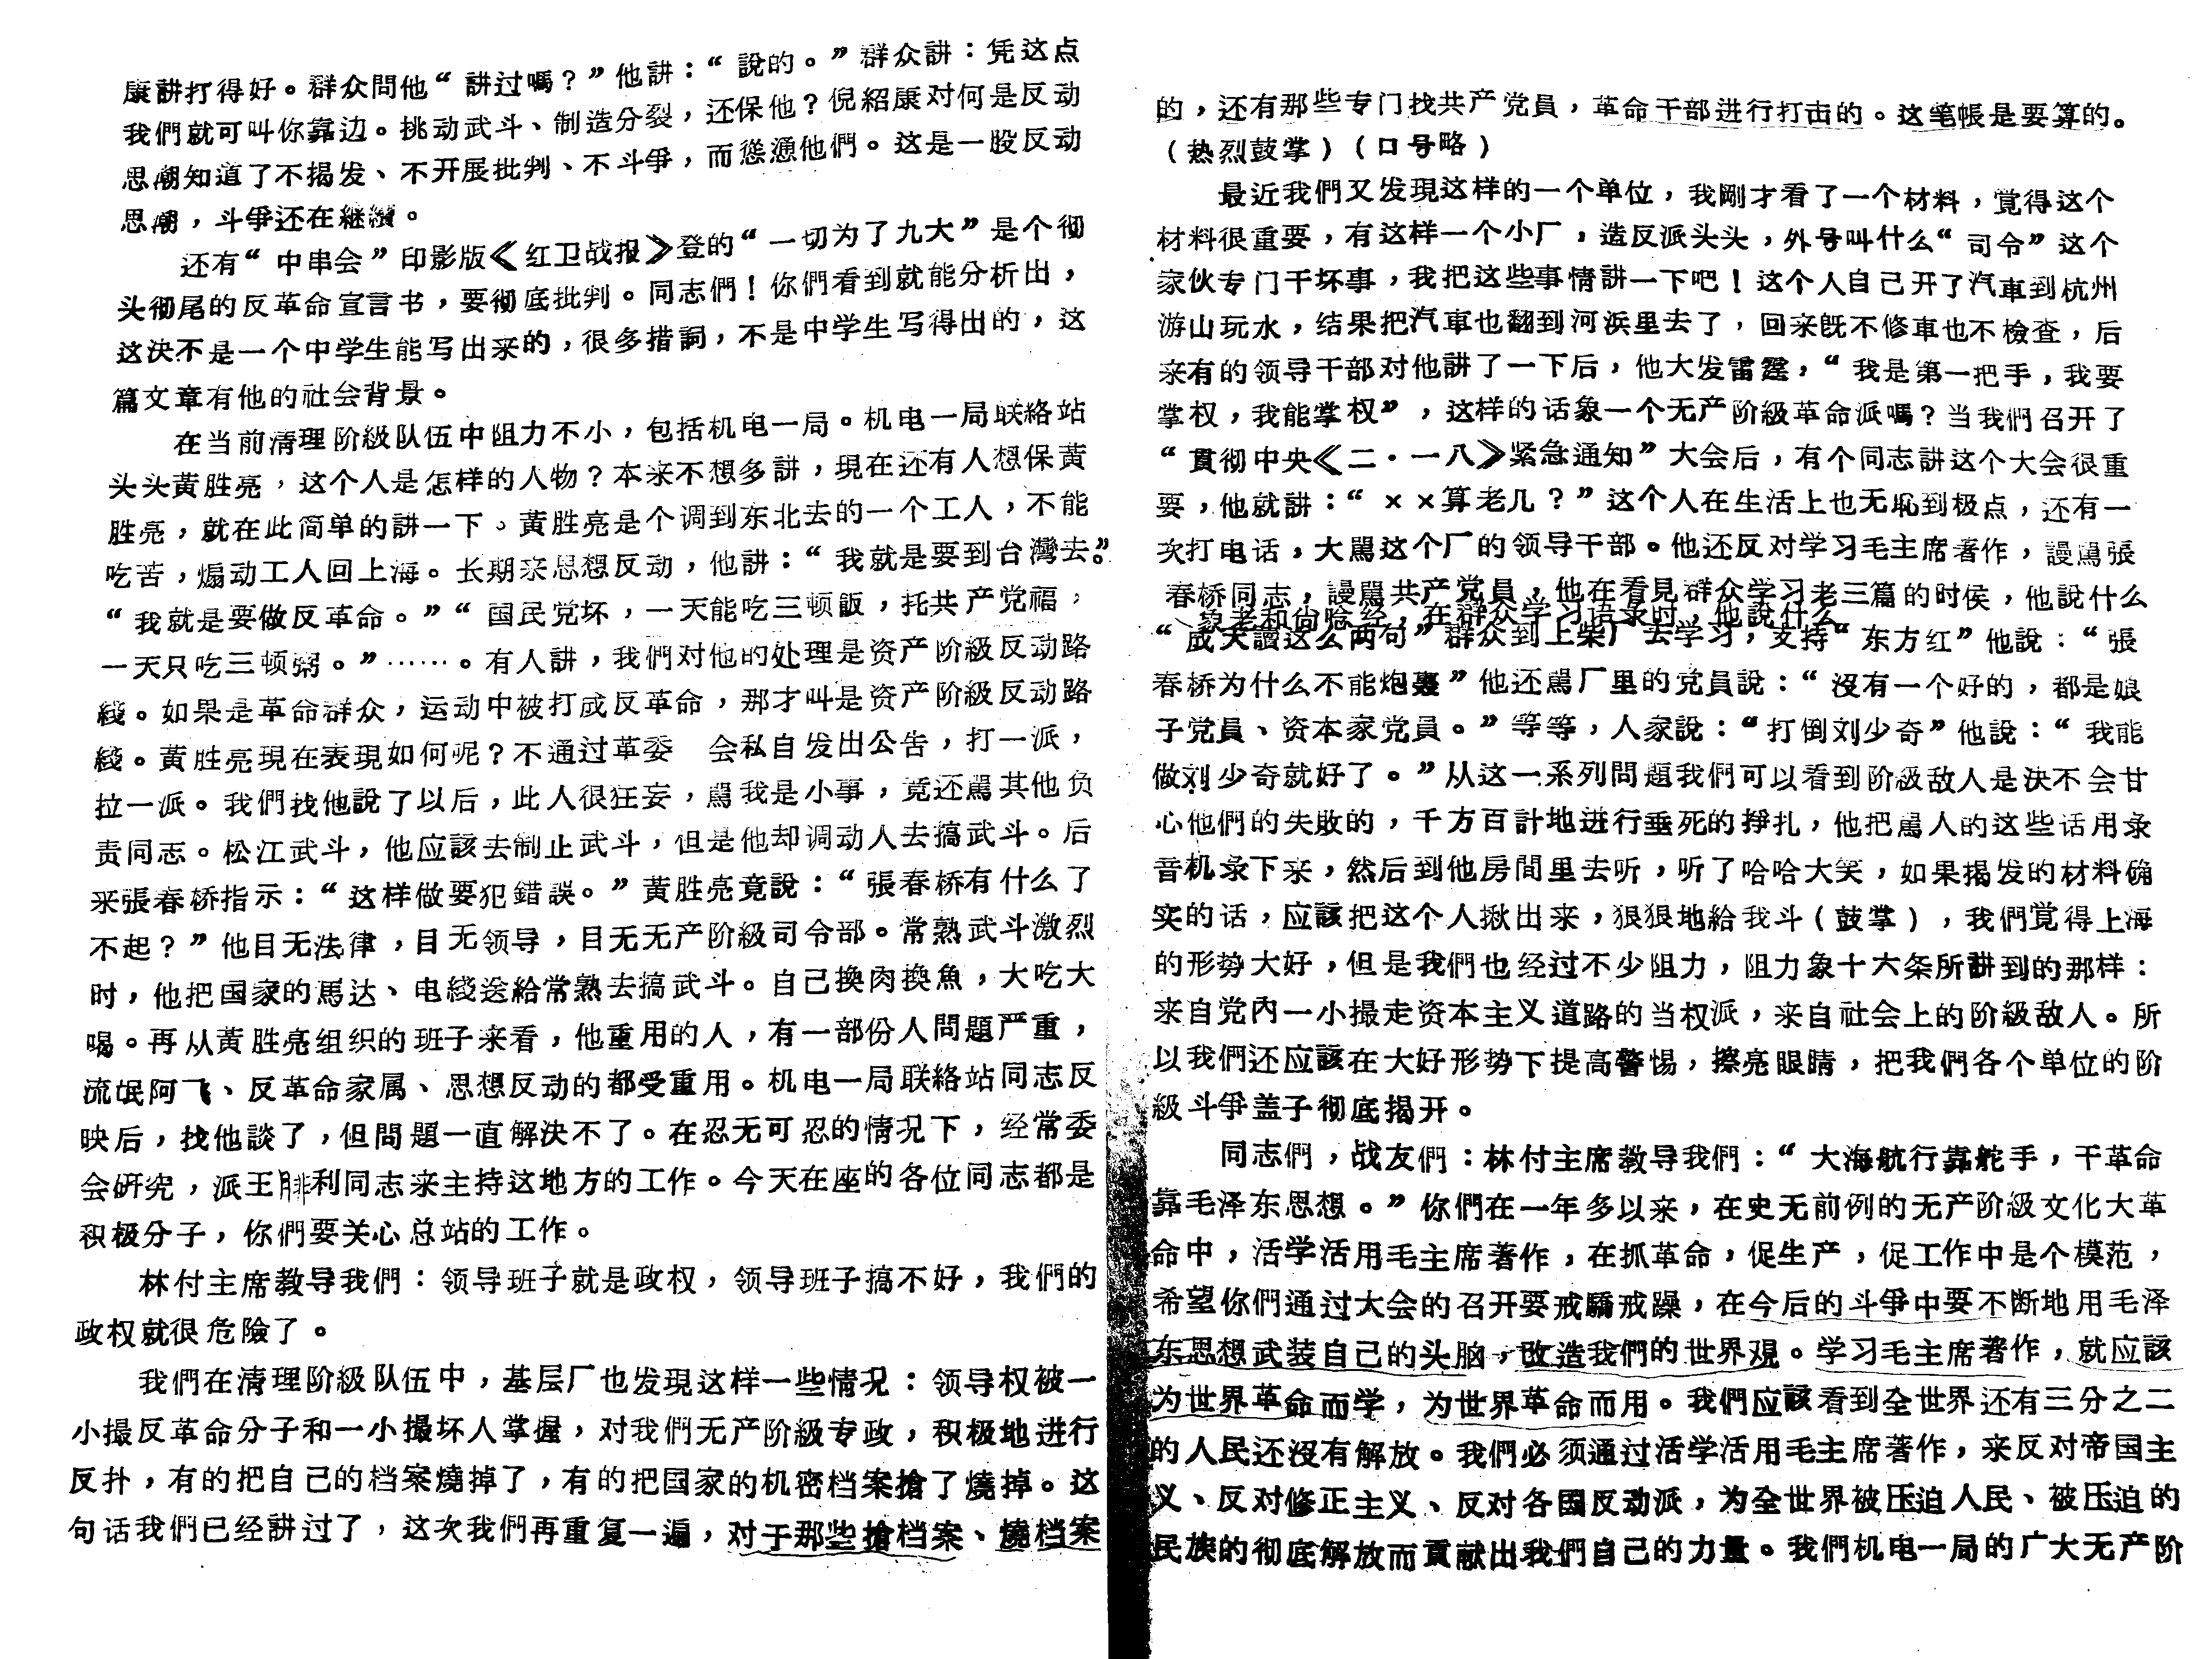 康講打得好。群众問他“講过嗎？”他講：“說的。”群众講：凭这点
我們就可叫你靠边。挑动武斗、制造分裂，还保他？倪紹康对何是反动
思潮知道了不揭发、不开展批判、不斗爭，而慫慂他們。这是一股反动
思潮，斗爭还在継續。
还有“中串会”印影版《红卫战报》登的“一切为了九大”是个彻
头彻尾的反革命宣言书，要彻底批判。同志們！你們看到就能分析出，
这決不是一个中学生能写出来的，很多措詞，不是中学生写得出的，这
篇文章有他的社会背景。
在当前清理阶級队伍中阻力不小，包括机电一局。机电一局联絡站
头头黄胜亮，这个人是怎样的人物？本来不想多講，現在还有人想保黄
胜亮，就在此简单的講一下。黄胜亮是个调到东北去的一个工人，不能
吃苦，煽动工人回上海。长期来思想反动，他講：“我就是要到台灣去。”
“我就是要做反革命。”“国民党坏，一天能吃三顿飯，托共产党福，
一天只吃三顿粥。”……。有人講，我們对他的处理是资产阶級反动路
綫。如果是革命群众，运动中被打成反革命，那才叫是资产阶級反动路
綫。黄胜亮現在表現如何呢？不通过革委　会私自发出公告，打一派，
拉一派。我們找他說了以后，此人很狂妄，駡我是小事，竟还駡其他负
责同志。松江武斗，他应該去制止武斗，但是他却调动人去搞武斗。后
来張春桥指示：“这样做要犯錯誤。”黄胜亮竟說：“張春桥有什么了
不起？”他目无法律，目无领导，目无无产阶級司令部。常熟武斗激烈
时，他把国家的馬达、电綫送給常熟去搞武斗。自己換肉換魚，大吃大
喝。再从黄胜亮组织的班子来看，他重用的人，有一部份人問題严重，
流氓阿飞、反革命家属、思想反动的都受重用。机电一局联絡站同志反
映后，找他談了，但問題一直解決不了。在忍无可忍的情况下，经常委
会研究，派王腓利同志来主持这地方的工作。今天在座的各位同志都是
积极分子，你們要关心总站的工作。
林付主席教导我們：领导班子就是政权，领导班子搞不好，我們的
政权就很危險了。
我們在清理阶級队伍中，基层厂也发現这样一些情况：领导权被一
小撮反革命分子和一小撮坏人掌握，对我們无产阶級专政，积极地进行
反扑，有的把自己的档案燒掉了，有的把国家的机密档案搶了燒掉。这
句话我們已经講过了，这次我們再重复一遍，对于那些搶档案、燒档案
的，还有那些专门找共产党員，革命干部进行打击的。这笔帳是要算的。
（热烈鼓掌）（口号略）
最近我們又发現这样的一个单位，我剛才看了一个材料，覚得这个
材料很重要，有这样一个小厂，造反派头头，外号叫什么“司令”这个
家伙专门干坏事，我把这些事情講一下吧！这个人自己开了汽車到杭州
游山玩水，结果把汽車也翻到河浜里去了，回来既不修車也不檢查，后
来有的领导干部对他講了一下后，他大发雷霆，“我是第一把手，我要
掌权，我能掌权”，这样的话象一个无产阶級革命派嗎？当我們召开了
“貫彻中央《二·一八》紧急通知”大会后，有个同志講这个大会很重
要，他就講：“××算老几？”这个人在生活上也无恥到极点，还有一
次打电话，大駡这个厂的领导干部。他还反对学习毛主席著作，謾駡張
春桥同志，謾駡共产党員，他在看見群众学习老三篇的时侯，他說什么
、象老和尚唸经，在群众学习语录时，他說什么
“成天讀这么两句”群众到上柴厂去学习，支持“东方红”他說：“張
春桥为什么不能炮轟”他还駡厂里的党員說：“沒有一个好的，都是娘
子党員、资本家党員。”等等，人家說：“打倒刘少奇”他說：“我能
做刘少奇就好了。”从这一系列問題我們可以看到阶級敌人是決不会甘
心他們的失敗的，千方百計地进行垂死的掙扎，他把駡人的这些话用录
音机录下来，然后到他房間里去听，听了哈哈大笑，如果揭发的材料确
实的话，应該把这个人揪出来，狠狠地給我斗（鼓掌），我們覚得上海
的形势大好，但是我們也经过不少阻力，阻力象十六条所講到的那样：
来自党內一小撮走资本主义道路的当权派，来自社会上的阶級敌人。所
以我們还应該在大好形势下提高警惕，擦亮眼睛，把我們各个单位的阶
級斗爭盖子彻底揭开。
同志們，战友們：林付主席教导我們：“大海航行靠舵手，干革命
靠毛泽东思想。”你們在一年多以来，在史无前例的无产阶級文化大革
命中，活学活用毛主席著作，在抓革命，促生产，促工作中是个模范，
希望你們通过大会的召开要戒驕戒躁，在今后的斗爭中要不断地用毛泽
东思想武装自己的头脑，改造我們的世界观。学习毛主席著作，就应該
为世界革命而学，为世界革命而用。我們应該看到全世界还有三分之二
的人民还沒有解放。我們必须通过活学活用毛主席著作，来反对帝国主
义、反对修正主义、反对各国反动派，为全世界被压迫人民、被压迫的
民族的彻底解放而貢献出我們自己的力量。我們机电一局的广大无产阶